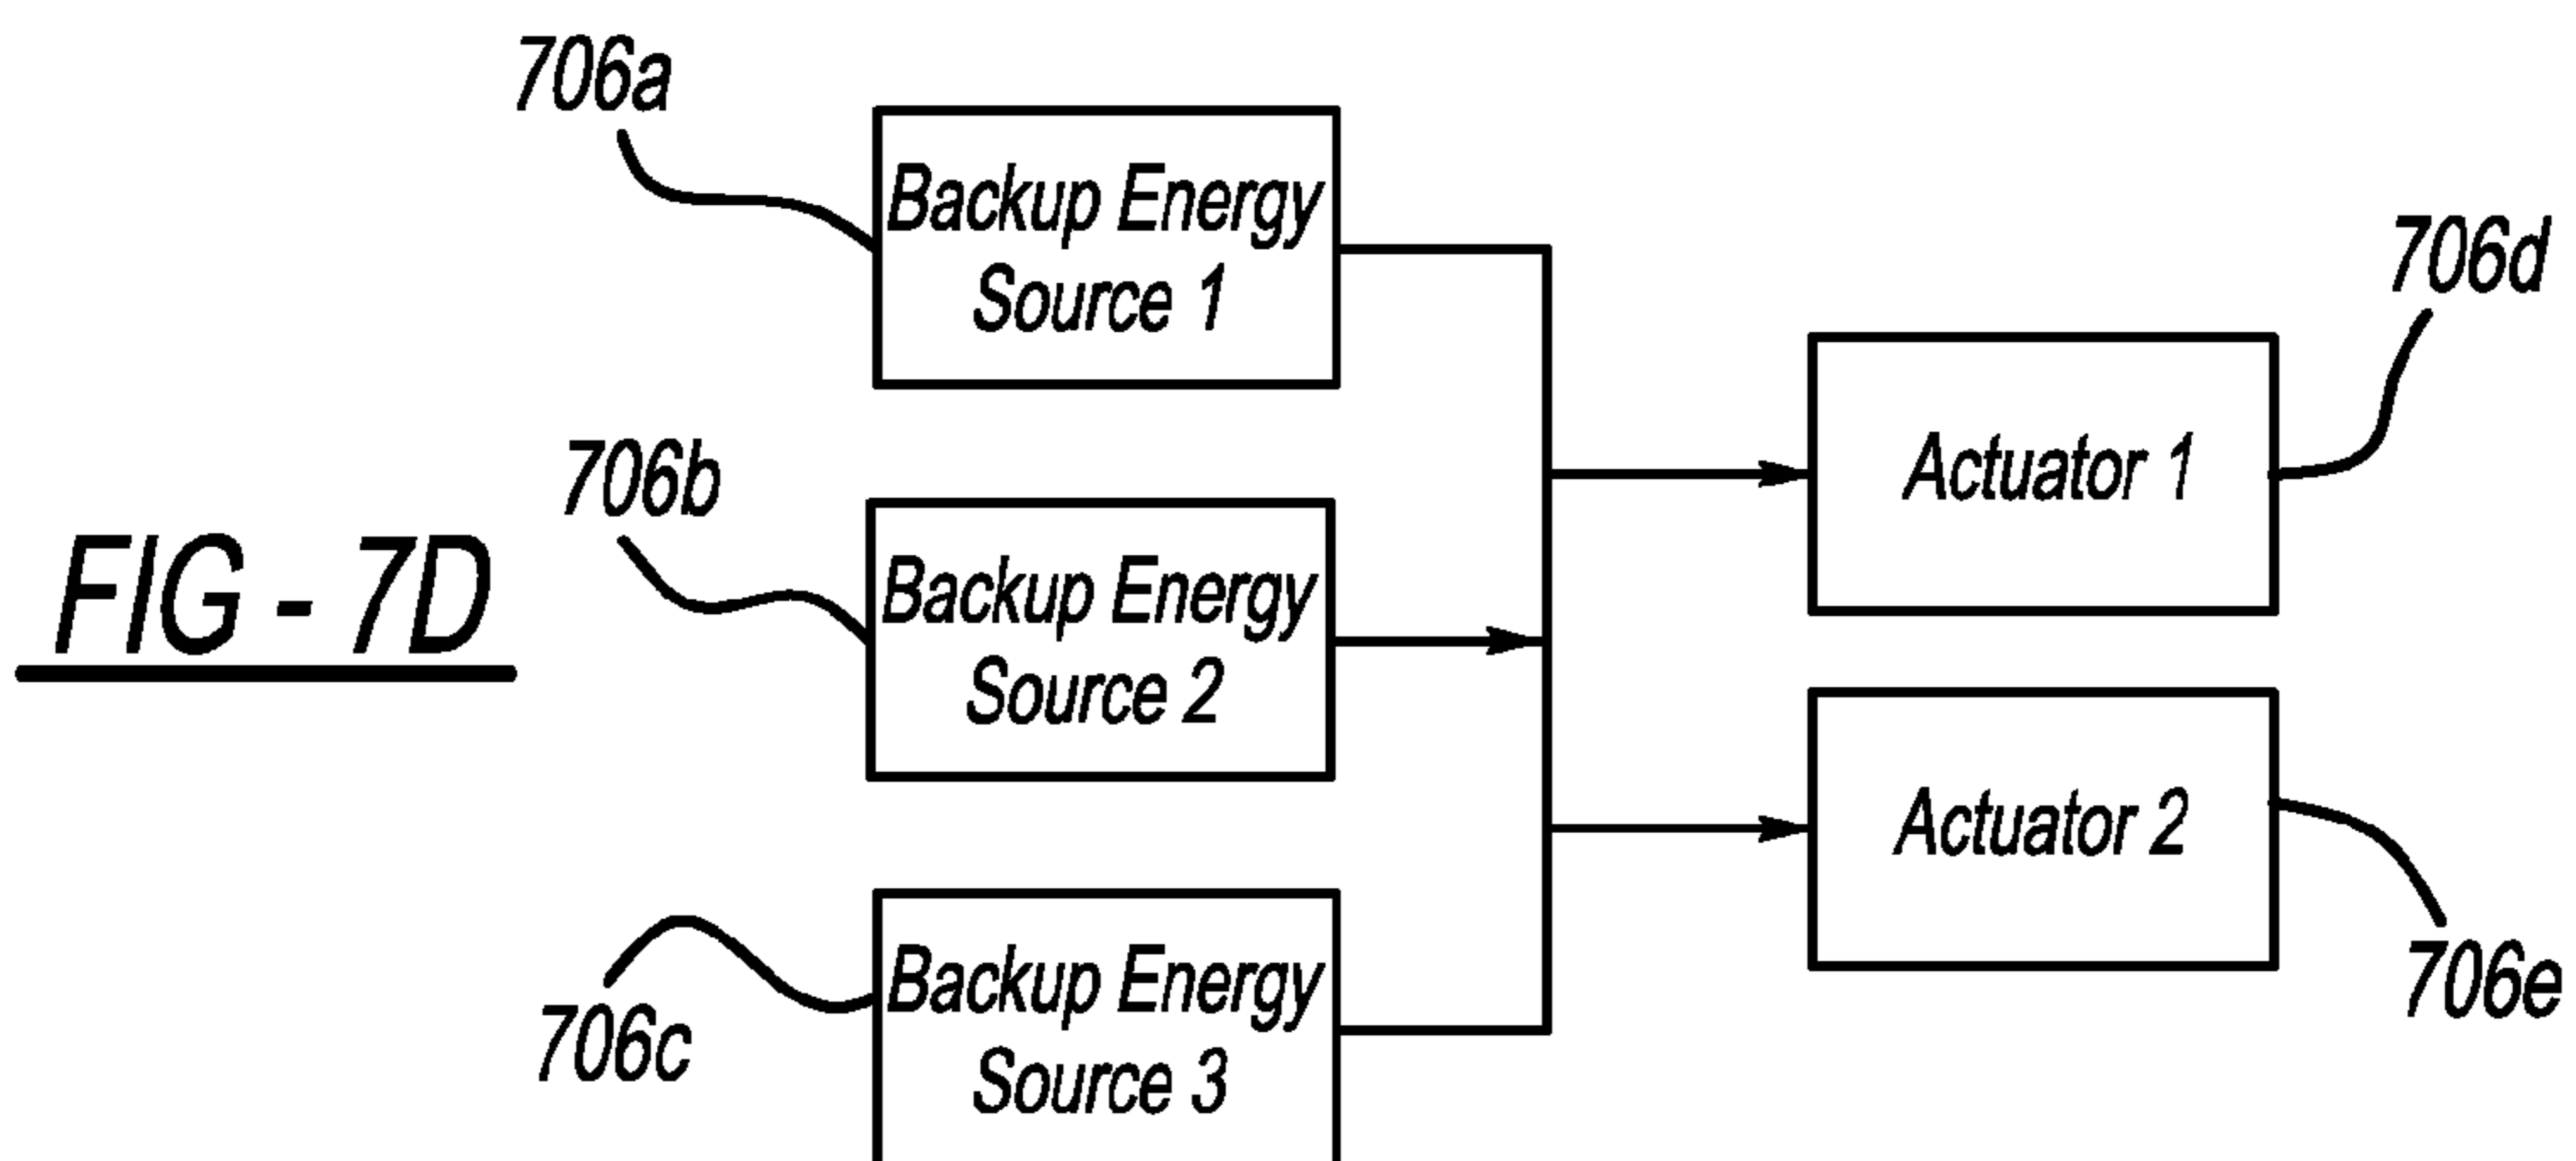 706a
Backup Energy
Source 1
706d
Actuator 1
706b
Backup Energy
Source 2
FIG - 7D
Actuator 2
706e
706c
Backup Energy
Source 3